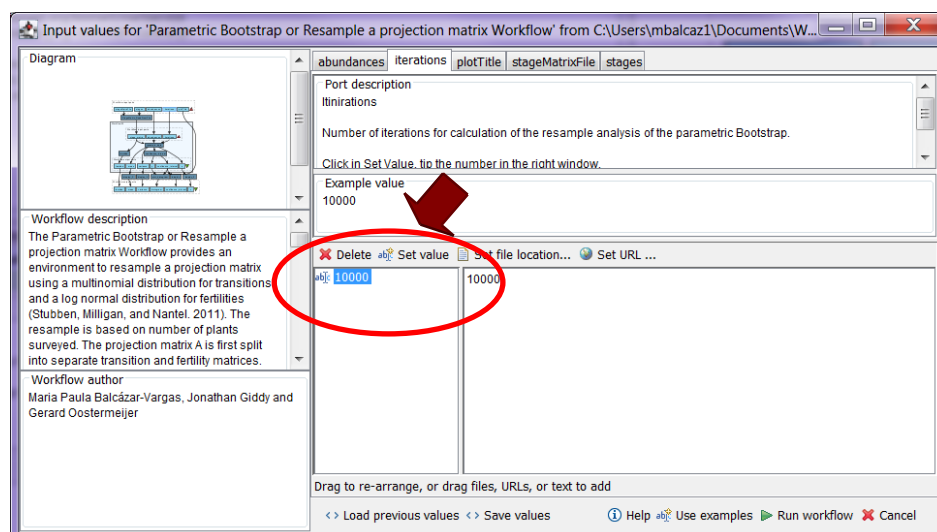 Input values for 'Parametric Bootstrap or Resample a projection matrix Workflow' from C:\Users\mbalcaz1\Documents\W...
Diagram
Workflow description
The Parametric Bootstrap or Resample a
projection matrix Workflow provides an
environment to resample a projection matrix
using a multinomial distribution for transitions
and a log normal distribution for fertilities
(Stubben, Milligan, and Nantel. 2011). The
resample is based on number of plants
surveyed. The projection matrix A is first split
into separate transition and fertility matrices.
Workflow author
Maria Paula Balcázar-Vargas, Jonathan Giddy and
Gerard Oostermeijer
abundances iterations plotTitle stageMatrixFile stages
Port description
Itinirations
Number of iterations for calculation of the resample analysis of the parametric Bootstrap.
Click in Set Value, tip the number in the right window.
Example value
10000
Delete Set value Set file location... Set URL ...
10000
10000
Drag to re-arrange, or drag files, URLs, or text to add
Load previous values Save values Help Use examples Run workflow Cancel